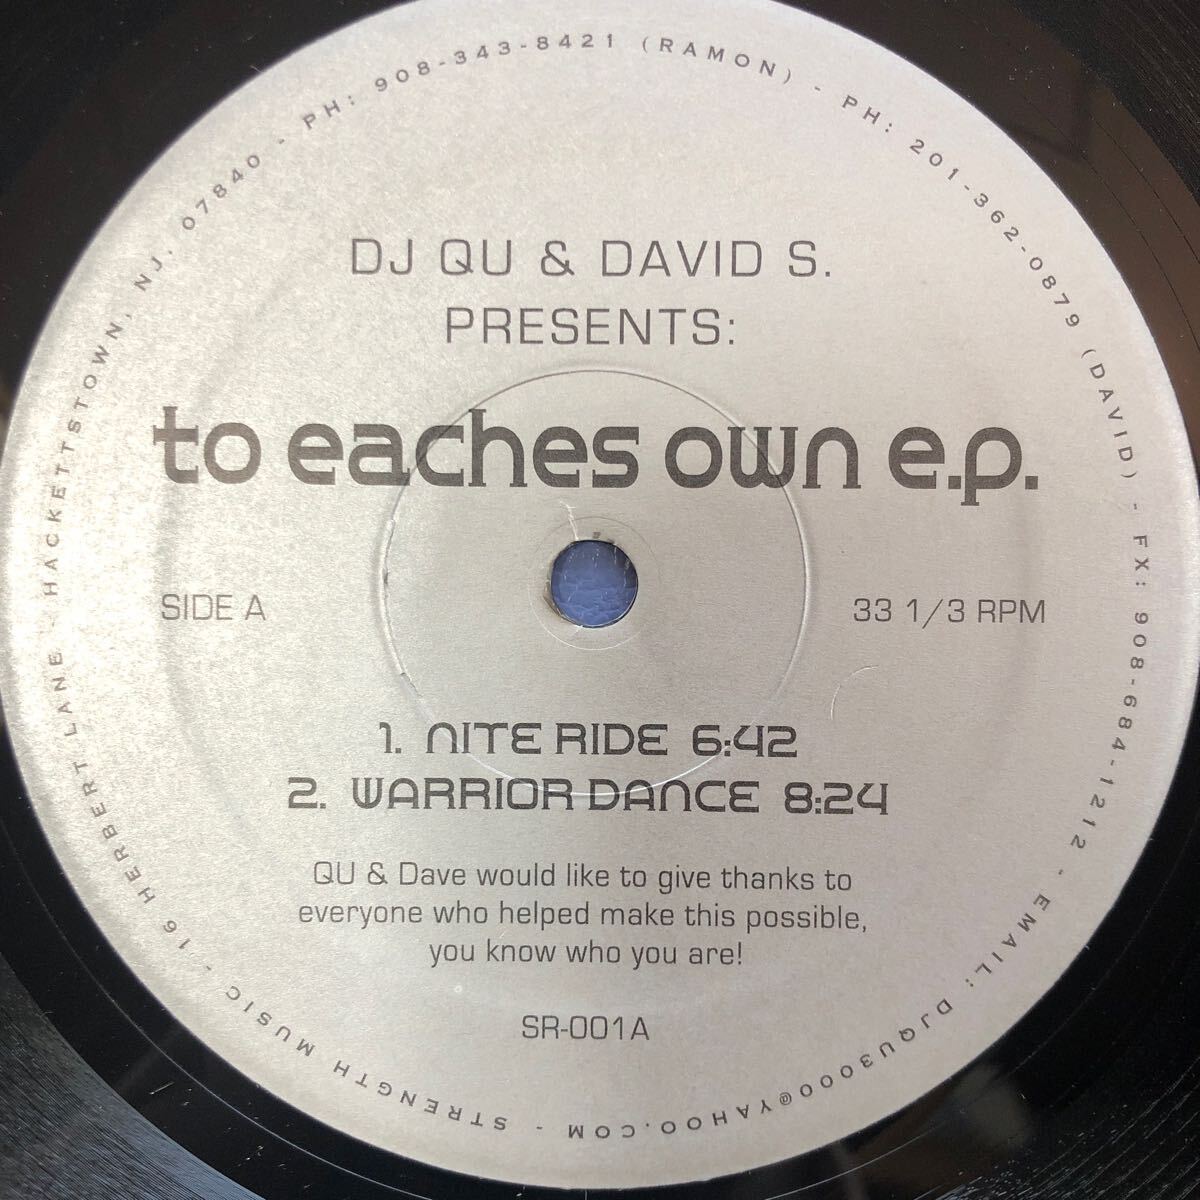 DJ QU & DAVID S.
PRESENTS:
to eaches own e.p.
SIDE A
33 1/3 RPM
1. NITE RIDE 6:42
2. WARRIOR DANCE 8:24
QU & Dave would like to give thanks to
everyone who helped make this possible,
you know who you are!
SR-001A
STRENGTH MUSIC - 16 HERBERT LANE - HACKETTSTOWN, NJ. 07840 - PH: 908-343-8421 (RAMON) - PH: 201-362-0879 (DAVID) - FX: 908-684-1212 - EMAIL: DJQU3000@YAHOO.COM -